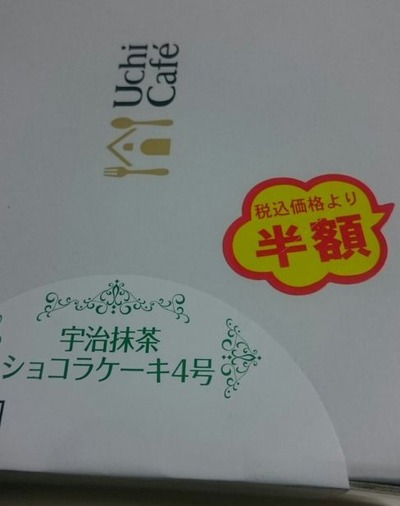 Uchi
Café
税込価格より
半額
宇治抹茶
ショコラケーキ4号